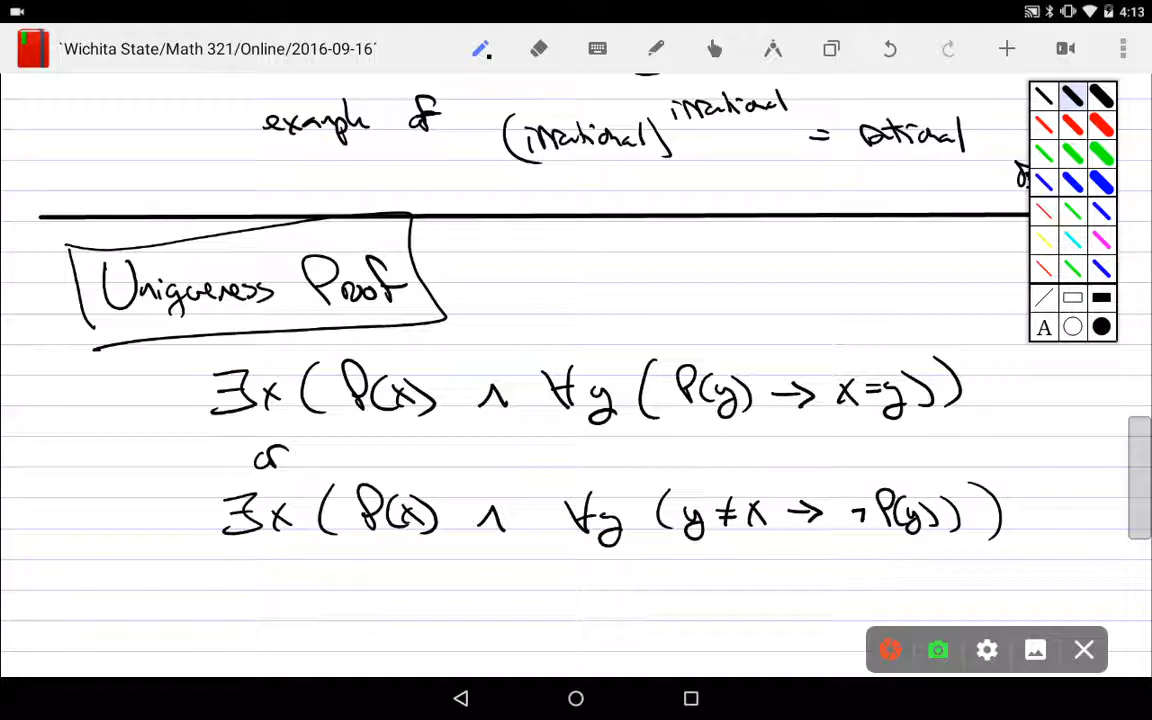 4:13
`Wichita State/Math 321/Online/2016-09-16`
example of (irrational)^irrational = rational
Uniqueness Proof
∃x (P(x) ∧ ∀y (P(y) → x=y))
or
∃x (P(x) ∧ ∀y (y≠x → ¬P(y)))
A